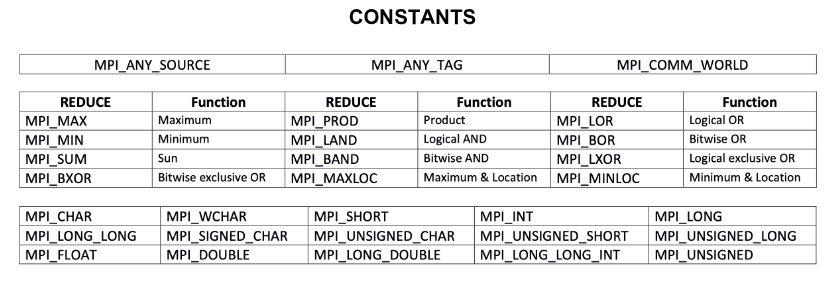 CONSTANTS
MPI_ANY_SOURCE MPI_ANY_TAG MPI_COMM_WORLD
REDUCE Function REDUCE Function REDUCE Function
MPI_MAX Maximum MPI_PROD Product MPI_LOR Logical OR
MPI_MIN Minimum MPI_LAND Logical AND MPI_BOR Bitwise OR
MPI_SUM Sun MPI_BAND Bitwise AND MPI_LXOR Logical exclusive OR
MPI_BXOR Bitwise exclusive OR MPI_MAXLOC Maximum & Location MPI_MINLOC Minimum & Location
MPI_CHAR MPI_WCHAR MPI_SHORT MPI_INT MPI_LONG
MPI_LONG_LONG MPI_SIGNED_CHAR MPI_UNSIGNED_CHAR MPI_UNSIGNED_SHORT MPI_UNSIGNED_LONG
MPI_FLOAT MPI_DOUBLE MPI_LONG_DOUBLE MPI_LONG_LONG_INT MPI_UNSIGNED